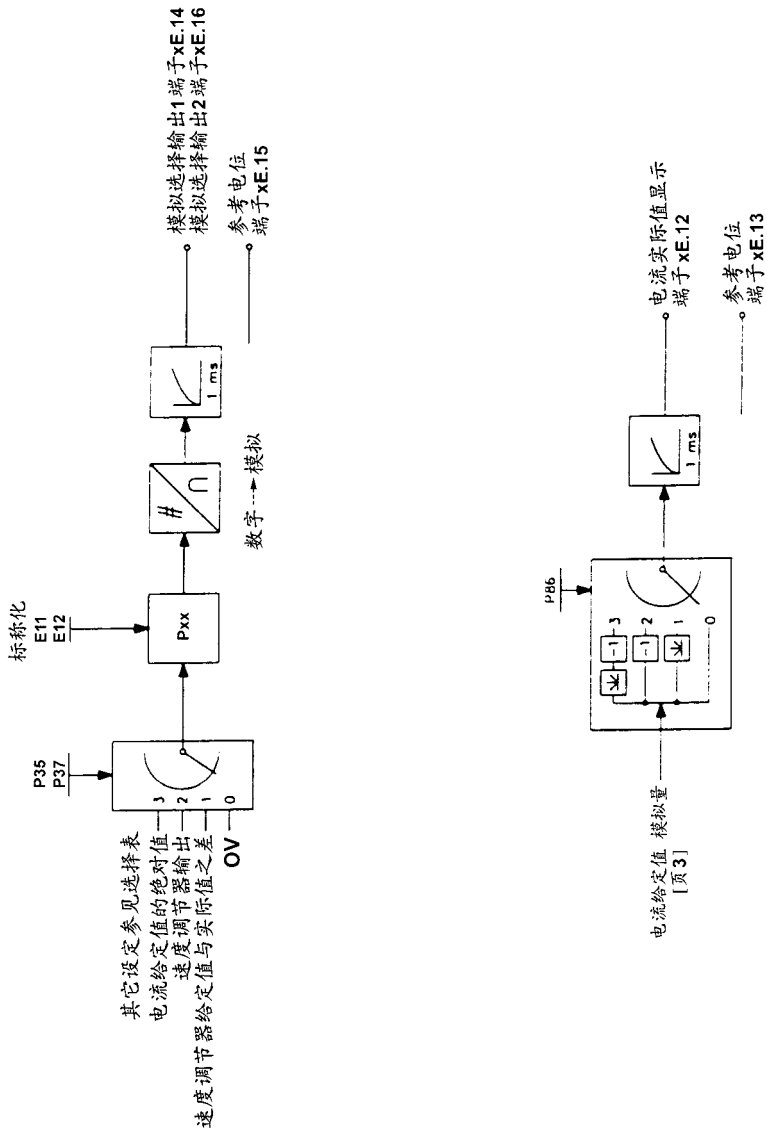 其它设定参见选择表
电流给定值的绝对值
速度调节器输出
速度调节器给定值与实际值之差
OV
3
2
1
0
P35
P37
标称化
E11
E12
Pxx
#
数字 --► 模拟
1 ms
模拟选择输出1 端子xE.14
模拟选择输出2 端子xE.16
参考电位
端子xE.15
电流给定值 模拟量
[页3]
-1
3
-1
2
1
0
P86
1 ms
电流实际值显示
端子xE.12
参考电位
端子xE.13